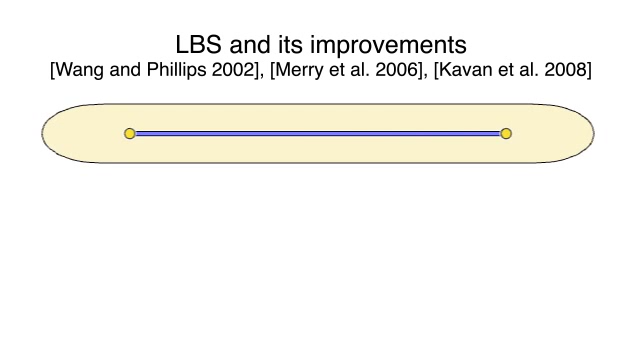 LBS and its improvements
[Wang and Phillips 2002], [Merry et al. 2006], [Kavan et al. 2008]